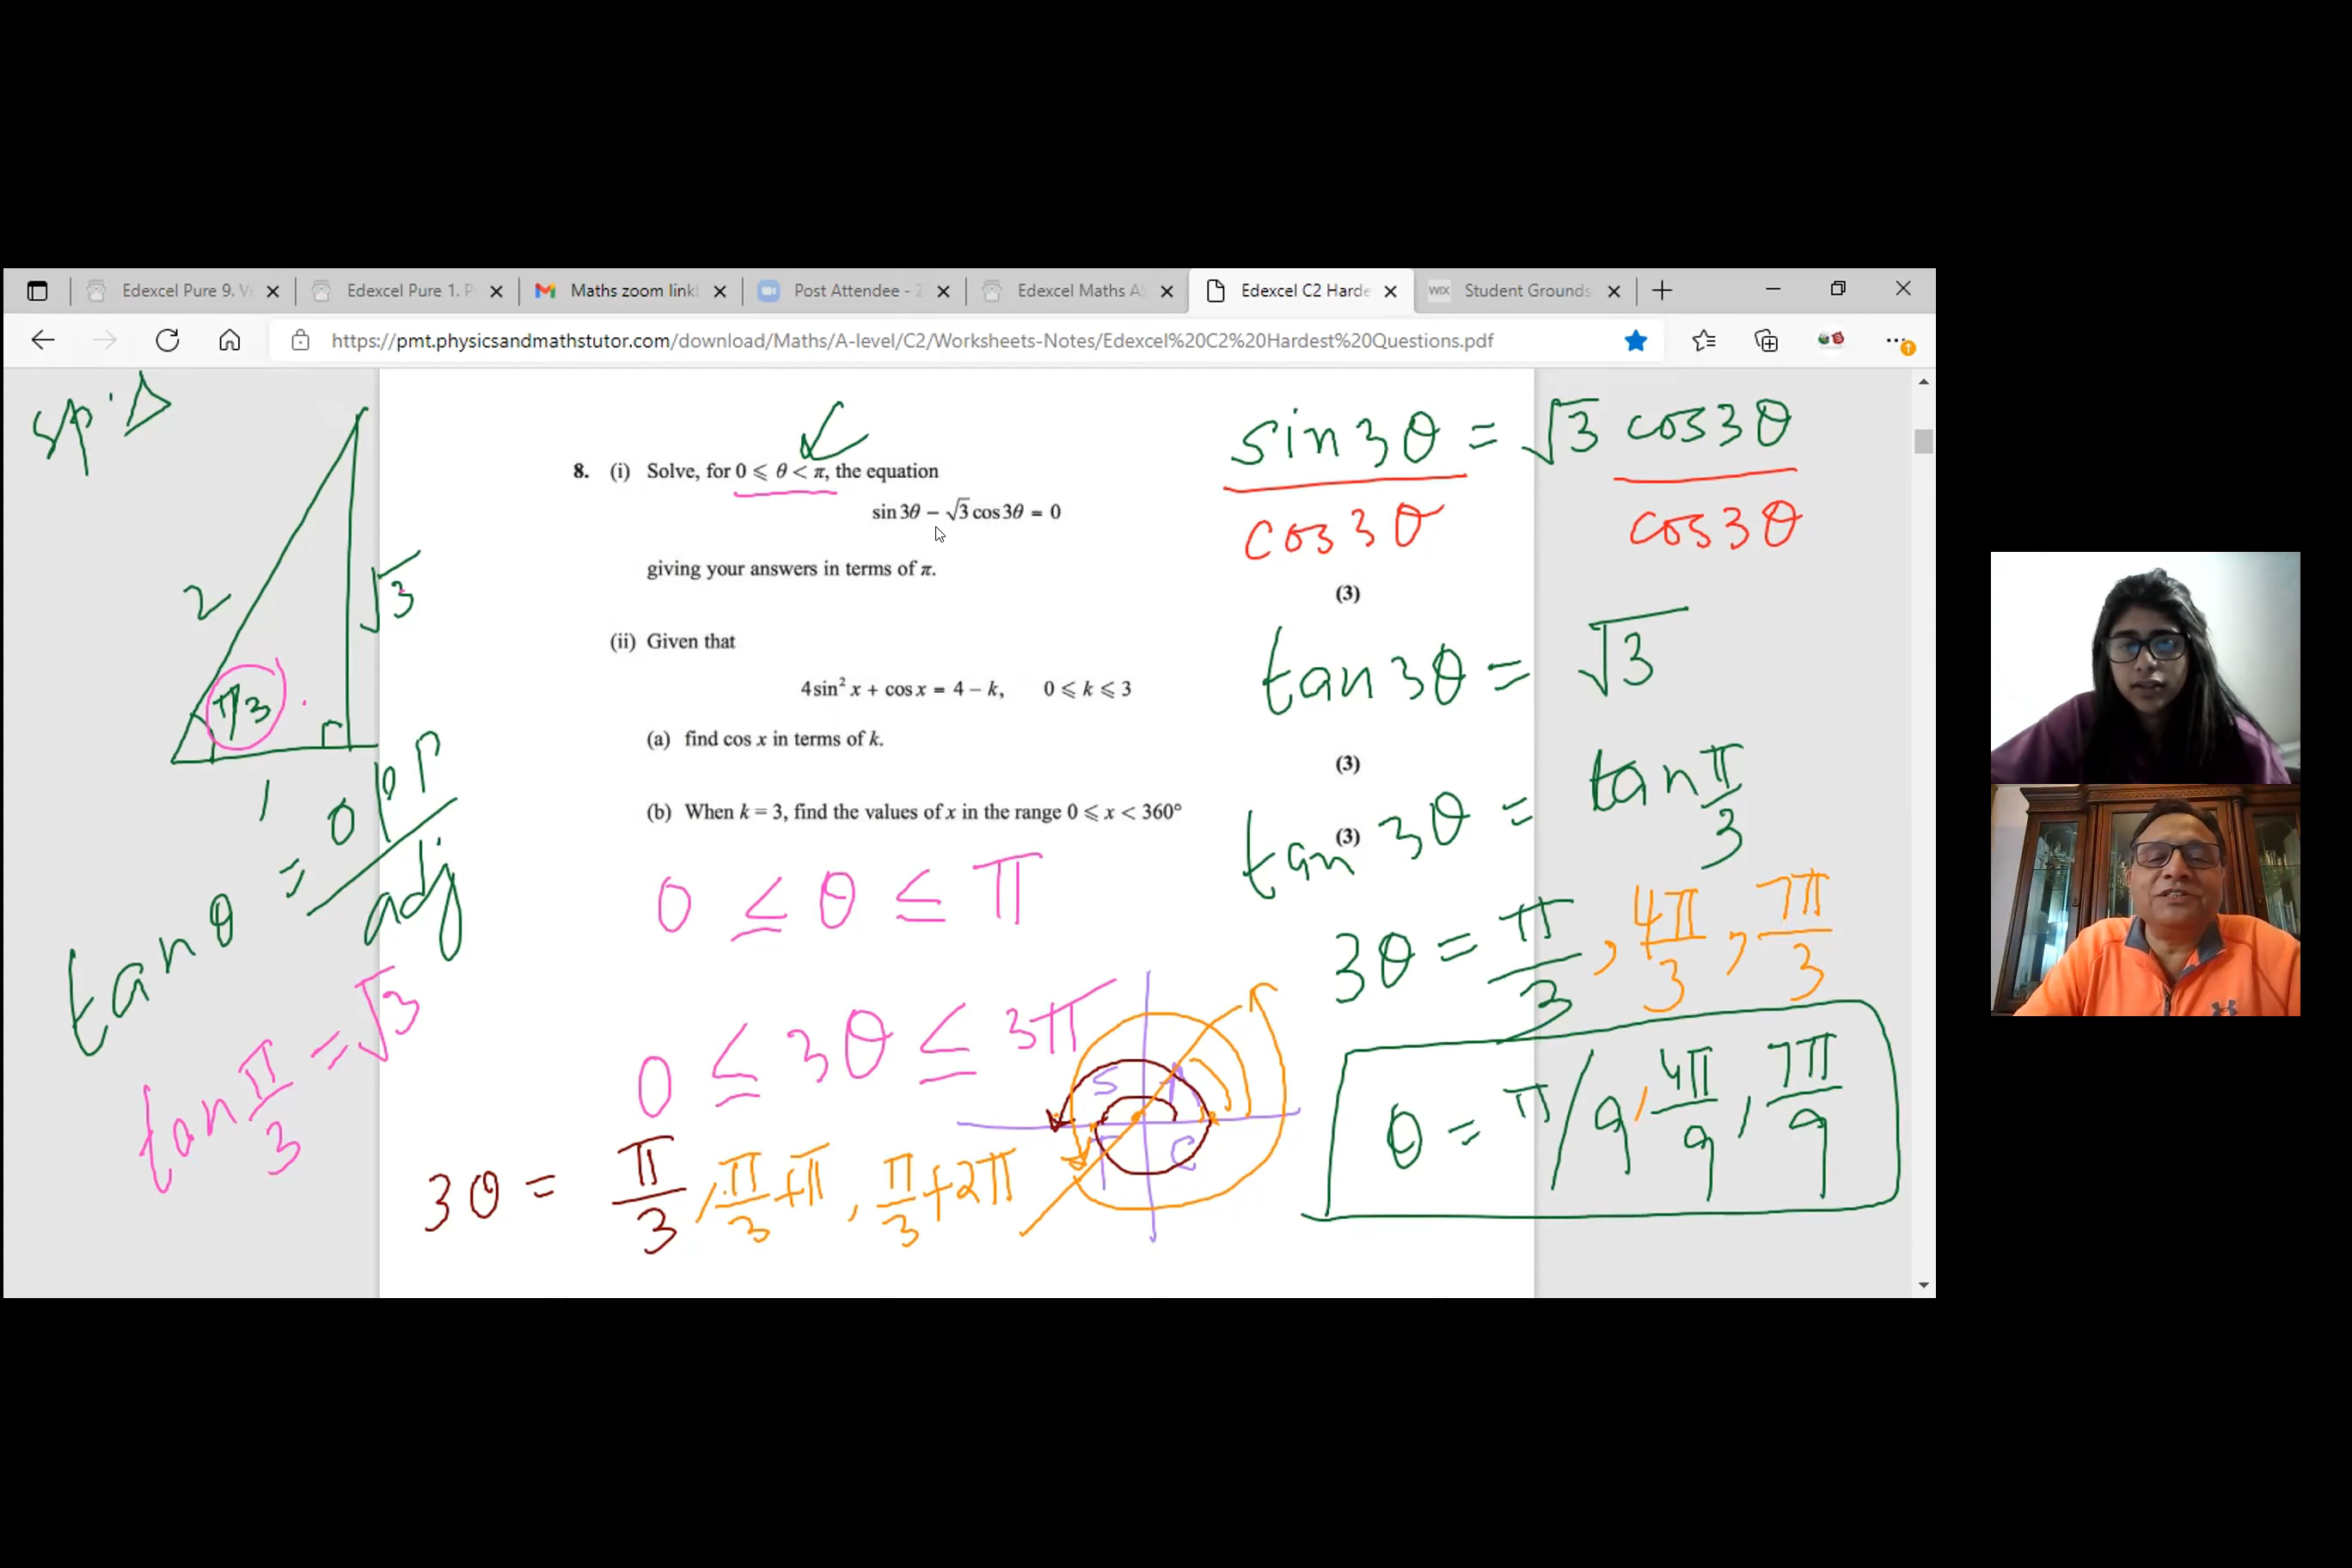 Edexcel Pure 9. V
Edexcel Pure 1. P
Maths zoom link
Post Attendee - Z
Edexcel Maths A
Edexcel C2 Harde
WIX Student Grounds
https://pmt.physicsandmathstutor.com/download/Maths/A-level/C2/Worksheets-Notes/Edexcel%20C2%20Hardest%20Questions.pdf
8. (i) Solve, for 0 ⩽ θ < π, the equation
sin 3θ − √3 cos 3θ = 0
giving your answers in terms of π.
(3)
(ii) Given that
4sin² x + cos x = 4 − k, 0 ⩽ k ⩽ 3
(a) find cos x in terms of k.
(3)
(b) When k = 3, find the values of x in the range 0 ⩽ x < 360°
(3)
sp. Δ
2
√3
π/3
1
tan θ = opp/adj
tan π/3 = √3
0 ≤ θ ≤ π
0 ≤ 3θ ≤ 3π
3θ = π/3, π/3 + π, π/3 + 2π
S A
T C
sin 3θ = √3 cos 3θ
cos 3θ cos 3θ
tan 3θ = √3
tan 3θ = tan π/3
3θ = π/3, 4π/3, 7π/3
θ = π/9, 4π/9, 7π/9